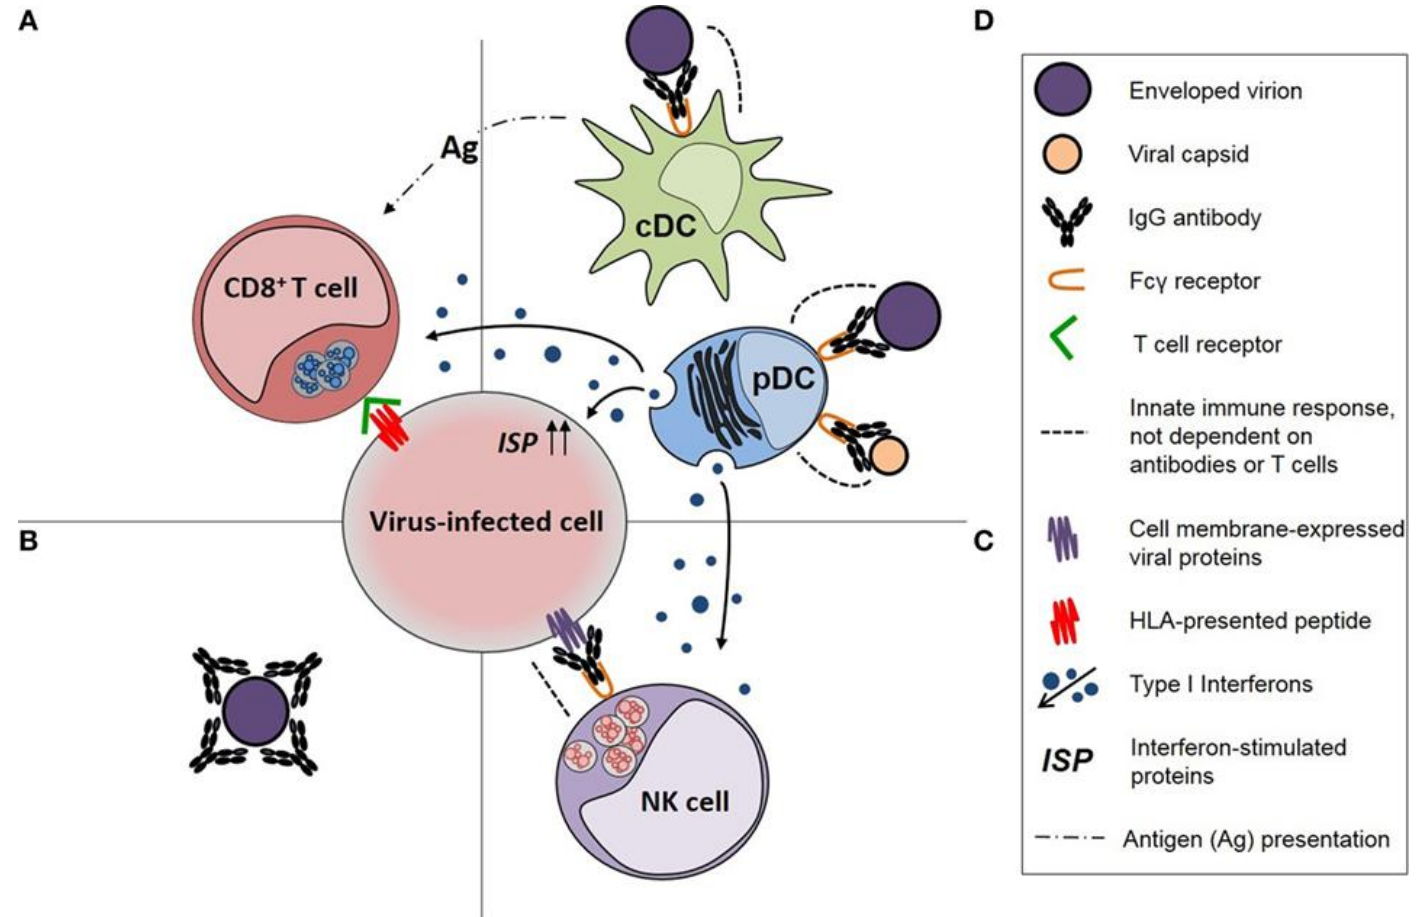 A
D
Ag
cDC
CD8+ T cell
pDC
ISP
Virus-infected cell
B
C
NK cell
Enveloped virion
Viral capsid
IgG antibody
Fcγ receptor
T cell receptor
Innate immune response,
not dependent on
antibodies or T cells
Cell membrane-expressed
viral proteins
HLA-presented peptide
Type I Interferons
ISP
Interferon-stimulated
proteins
Antigen (Ag) presentation